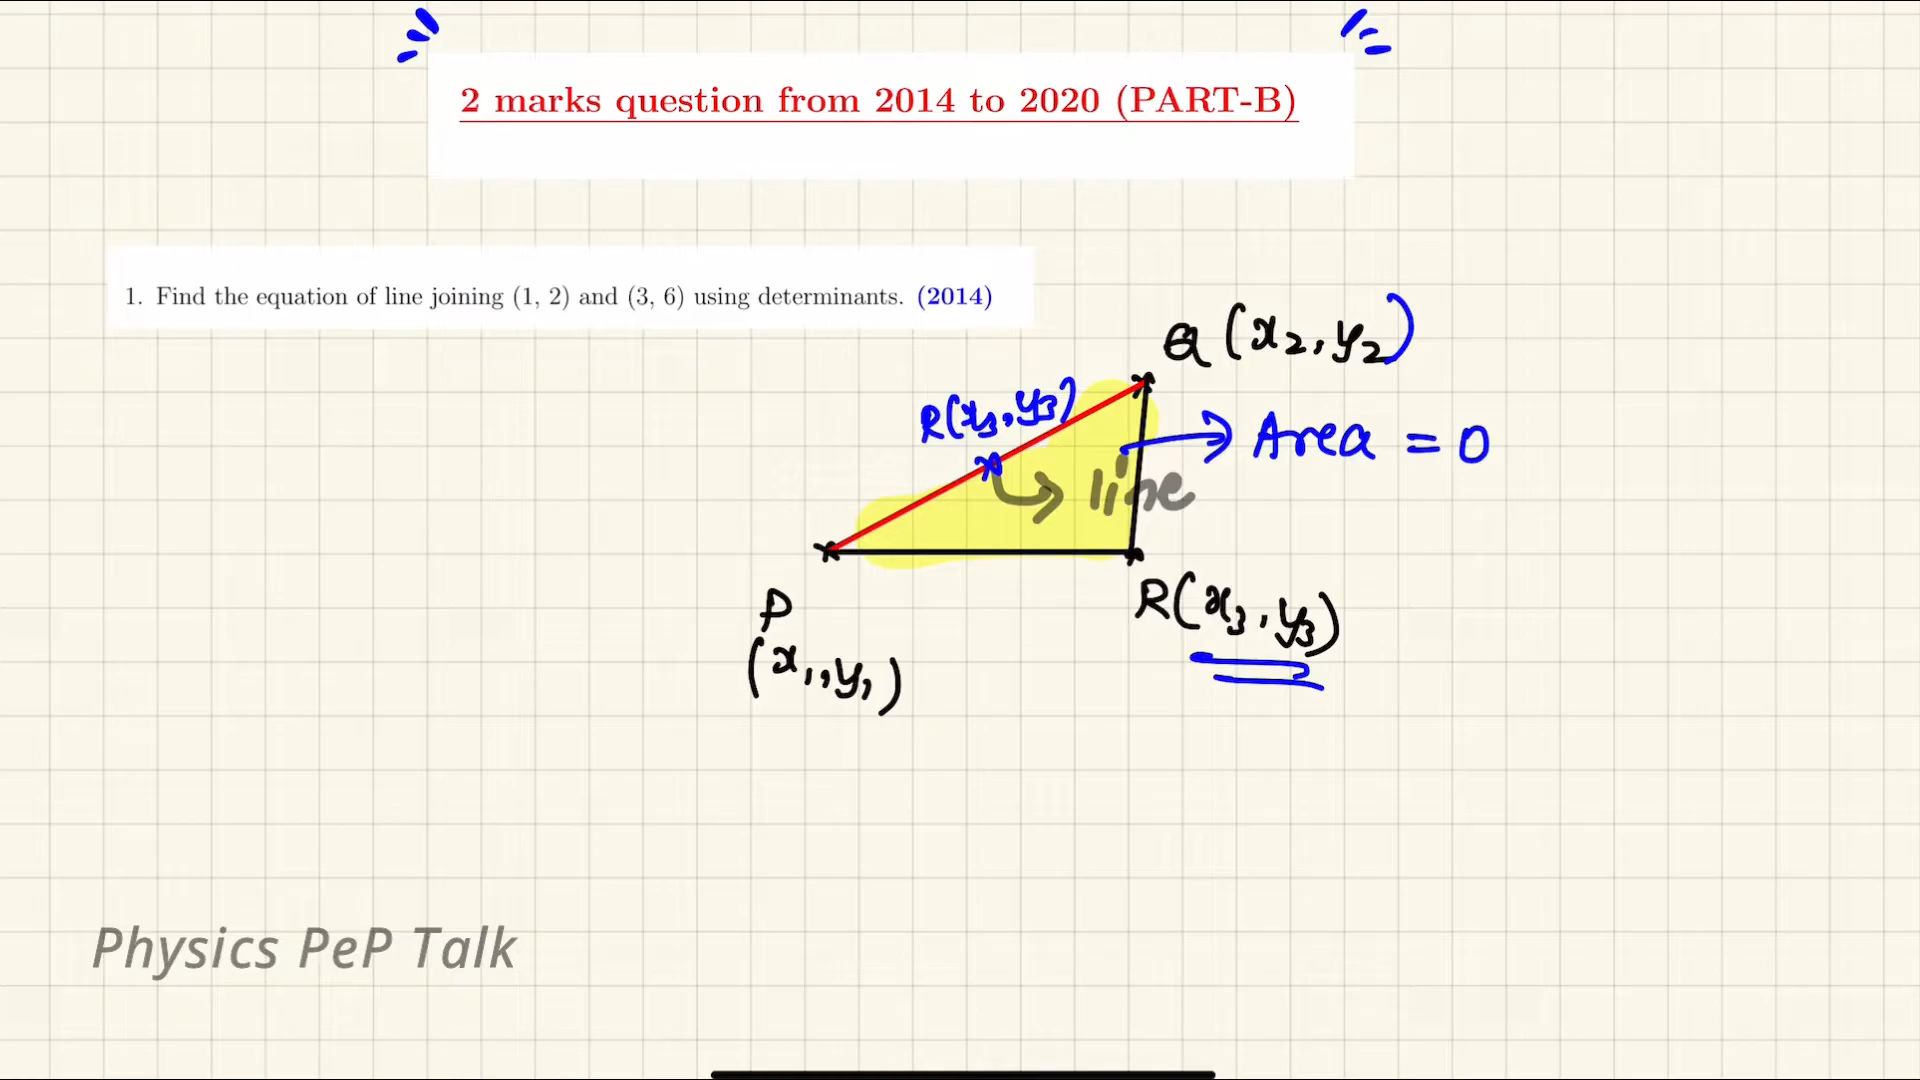 2 marks question from 2014 to 2020 (PART-B)
1. Find the equation of line joining (1, 2) and (3, 6) using determinants. (2014)
Q (x₂, y₂)
R(x₃, y₃)
Area = 0
line
P
(x₁, y₁)
R(x₃, y₃)
Physics PeP Talk